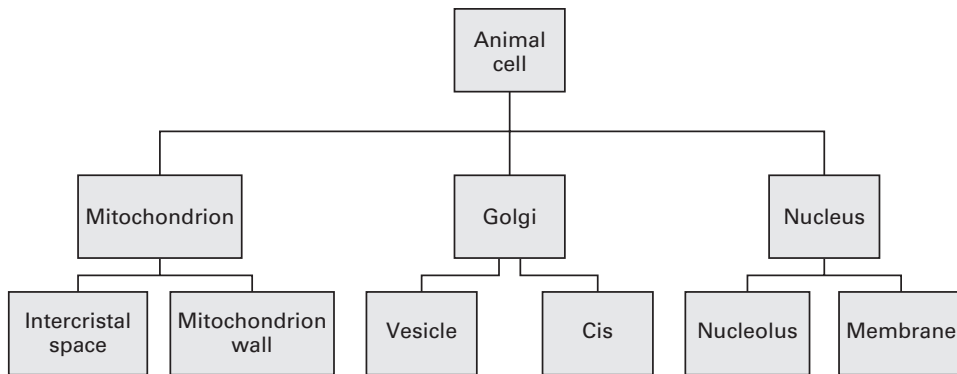 Animal
cell
Mitochondrion
Golgi
Nucleus
Intercristal
space
Mitochondrion
wall
Vesicle
Cis
Nucleolus
Membrane